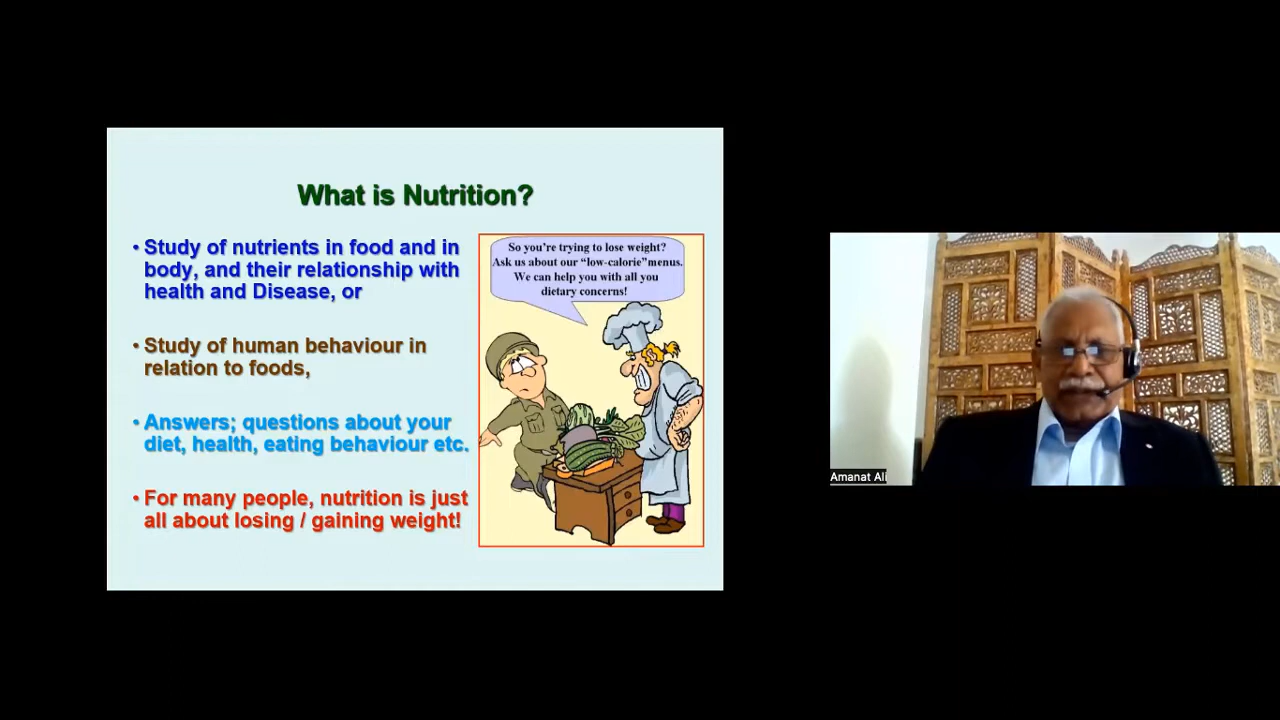 What is Nutrition?
• Study of nutrients in food and in
body, and their relationship with
health and Disease, or
• Study of human behaviour in
relation to foods,
• Answers; questions about your
diet, health, eating behaviour etc.
• For many people, nutrition is just
all about losing / gaining weight!
So you're trying to lose weight?
Ask us about our “low-calorie”menus.
We can help you with all you
dietary concerns!
Amanat Ali